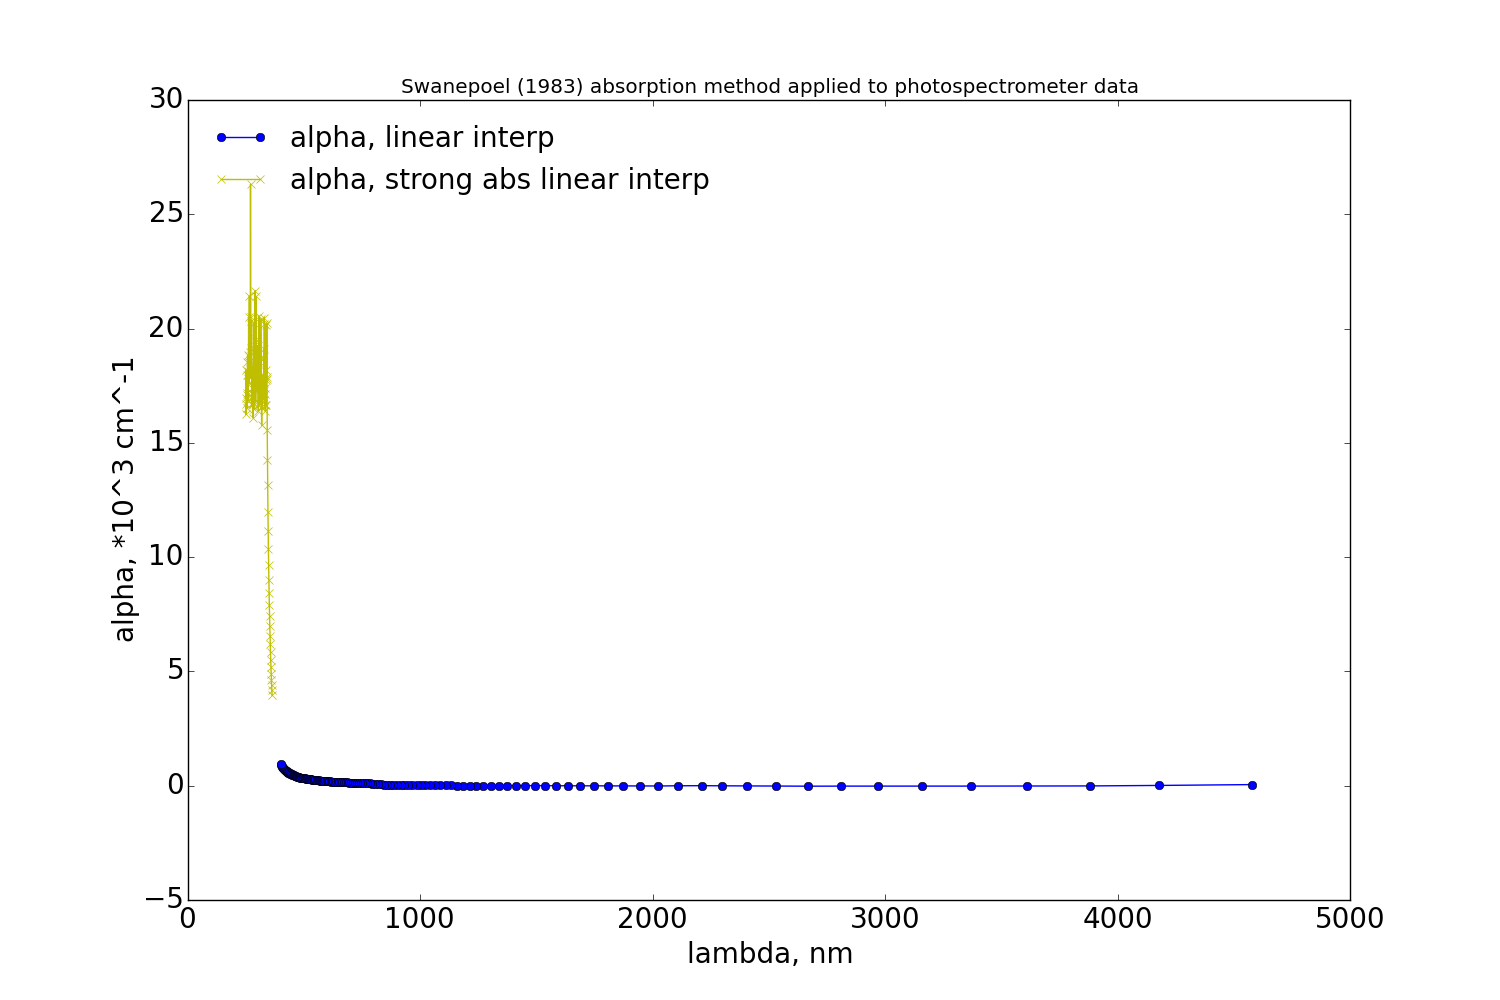 Swanepoel (1983) absorption method applied to photospectrometer data
30
alpha, linear interp
alpha, strong abs linear interp
25
20
15
10
5
0
−5
alpha, *10^3 cm^-1
0 1000 2000 3000 4000 5000
lambda, nm